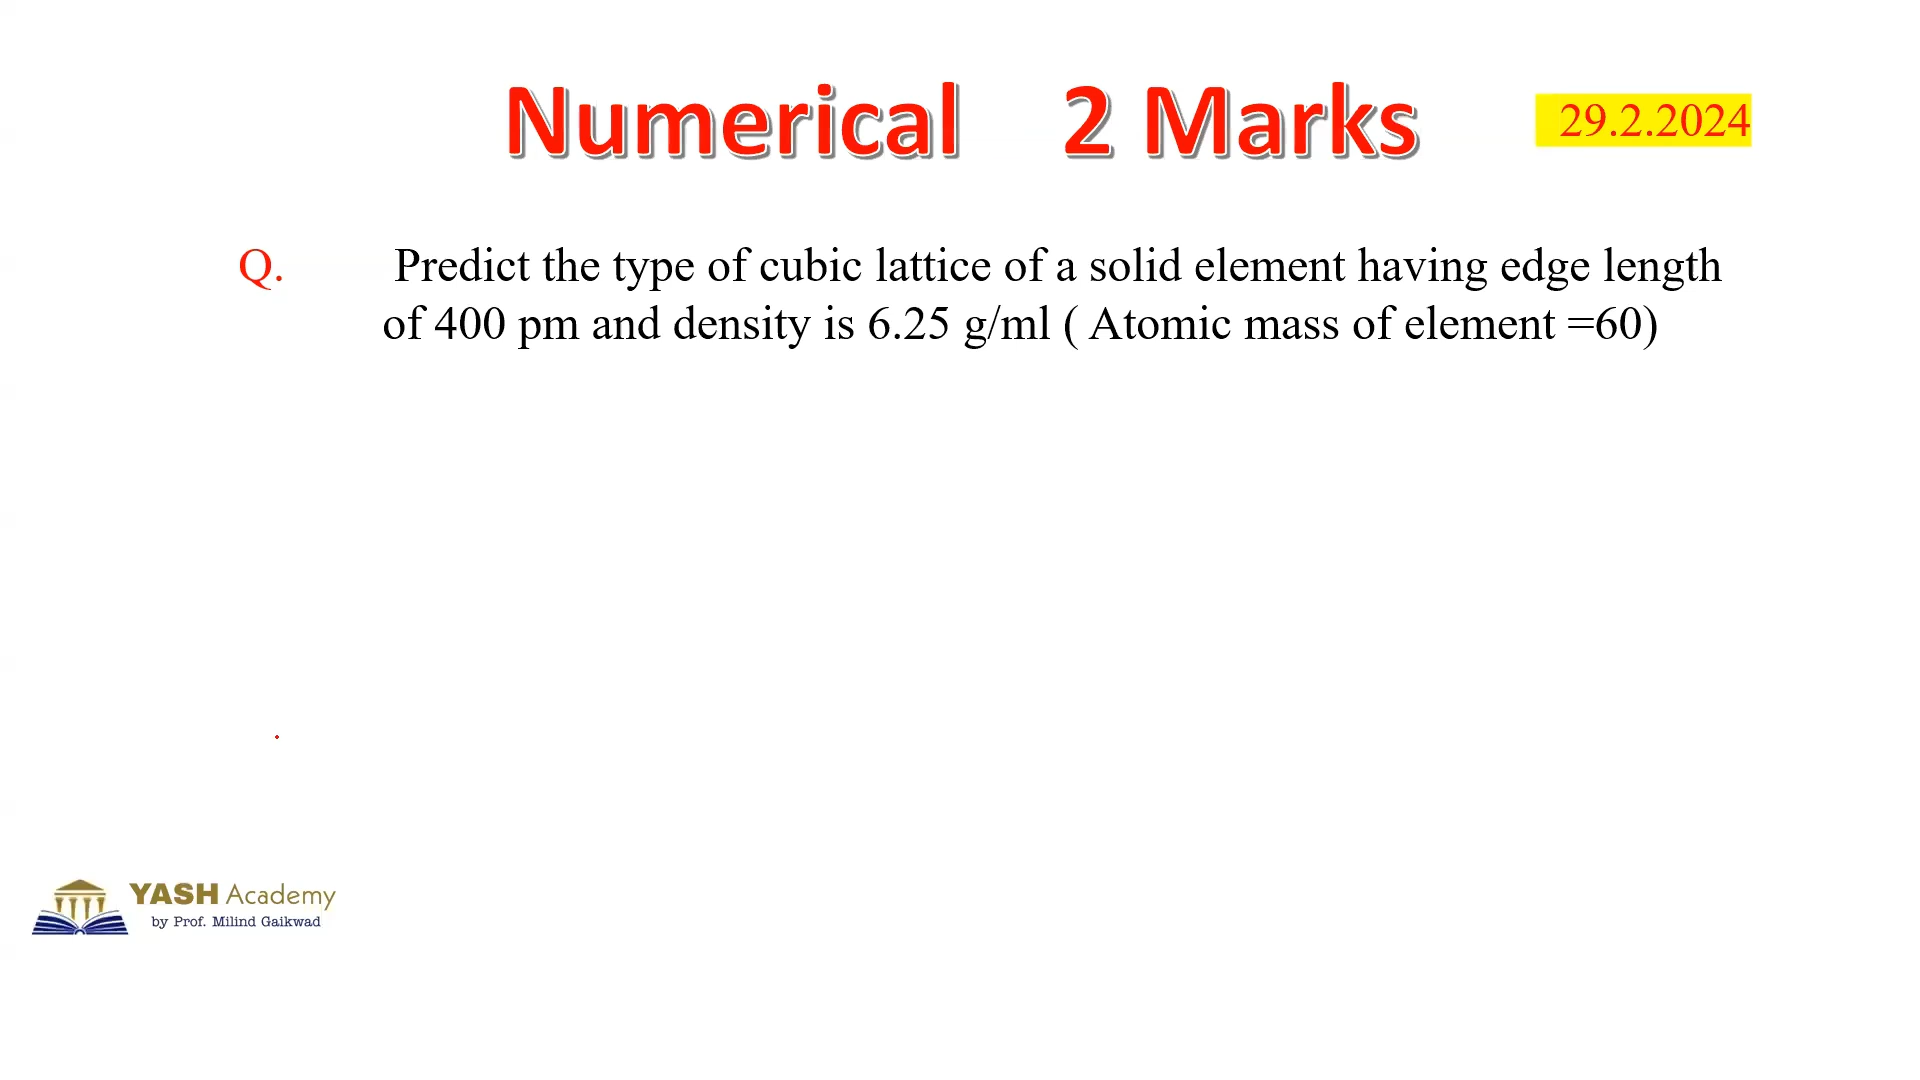 Numerical 2 Marks
29.2.2024
Q. Predict the type of cubic lattice of a solid element having edge length
of 400 pm and density is 6.25 g/ml ( Atomic mass of element =60)
YASH Academy
by Prof. Milind Gaikwad